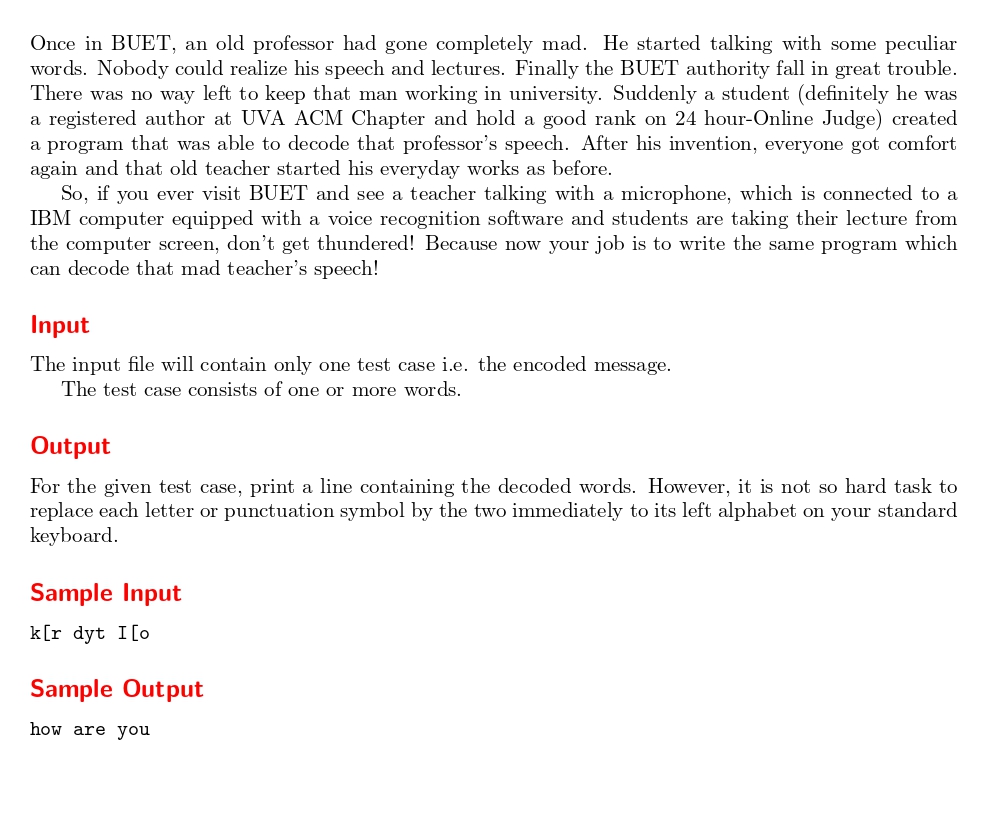 Once in BUET, an old professor had gone completely mad. He started talking with some peculiar
words. Nobody could realize his speech and lectures. Finally the BUET authority fall in great trouble.
There was no way left to keep that man working in university. Suddenly a student (definitely he was
a registered author at UVA ACM Chapter and hold a good rank on 24 hour-Online Judge) created
a program that was able to decode that professor's speech. After his invention, everyone got comfort
again and that old teacher started his everyday works as before.
So, if you ever visit BUET and see a teacher talking with a microphone, which is connected to a
IBM computer equipped with a voice recognition software and students are taking their lecture from
the computer screen, don't get thundered! Because now your job is to write the same program which
can decode that mad teacher's speech!
Input
The input file will contain only one test case i.e. the encoded message.
The test case consists of one or more words.
Output
For the given test case, print a line containing the decoded words. However, it is not so hard task to
replace each letter or punctuation symbol by the two immediately to its left alphabet on your standard
keyboard.
Sample Input
k[r dyt I[o
Sample Output
how are you